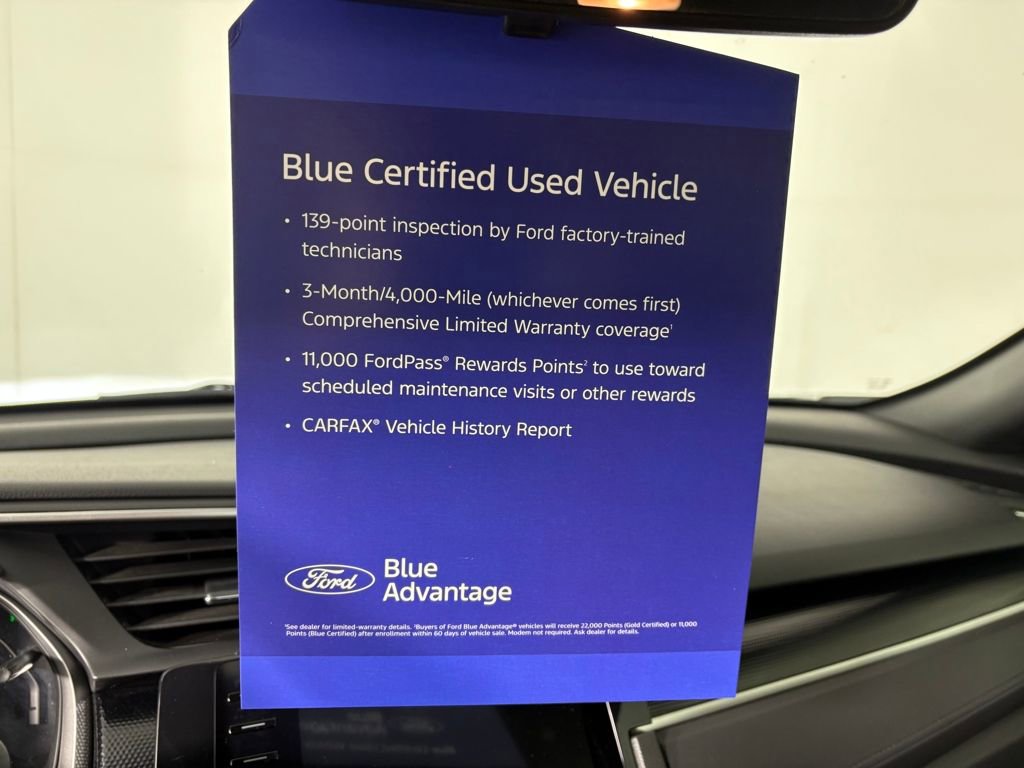 Blue Certified Used Vehicle
• 139-point inspection by Ford factory-trained
technicians
• 3-Month/4,000-Mile (whichever comes first)
Comprehensive Limited Warranty coverage¹
• 11,000 FordPass® Rewards Points² to use toward
scheduled maintenance visits or other rewards
• CARFAX® Vehicle History Report
Ford
Blue
Advantage
¹See dealer for limited-warranty details. ²Buyers of Ford Blue Advantage® vehicles will receive 22,000 Points (Gold Certified) or 11,000
Points (Blue Certified) after enrollment within 60 days of vehicle sale. Modem not required. Ask dealer for details.